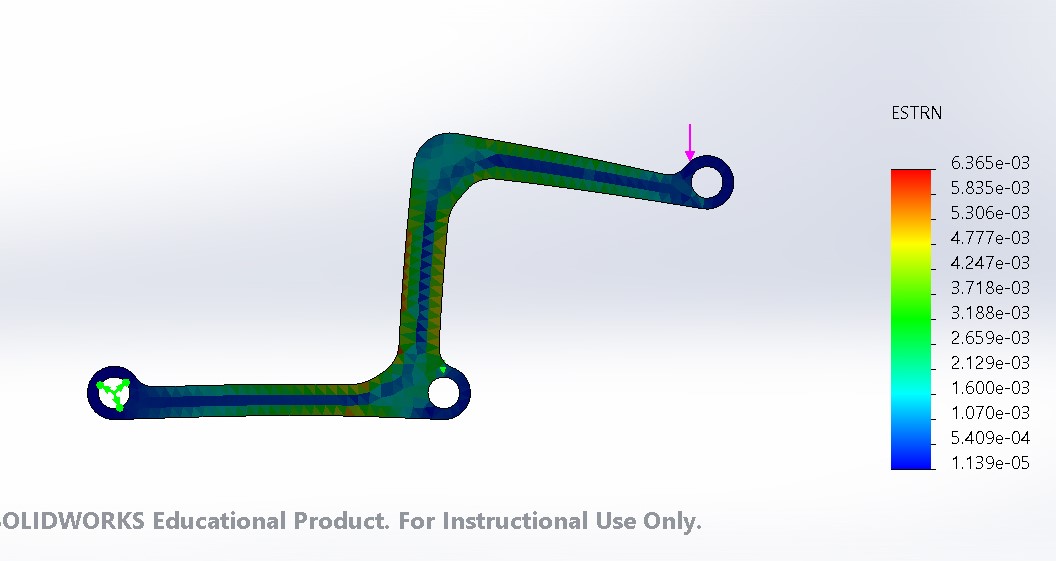 ESTRN
6.365e-03
5.835e-03
5.306e-03
4.777e-03
4.247e-03
3.718e-03
3.188e-03
2.659e-03
2.129e-03
1.600e-03
1.070e-03
5.409e-04
1.139e-05
SOLIDWORKS Educational Product. For Instructional Use Only.